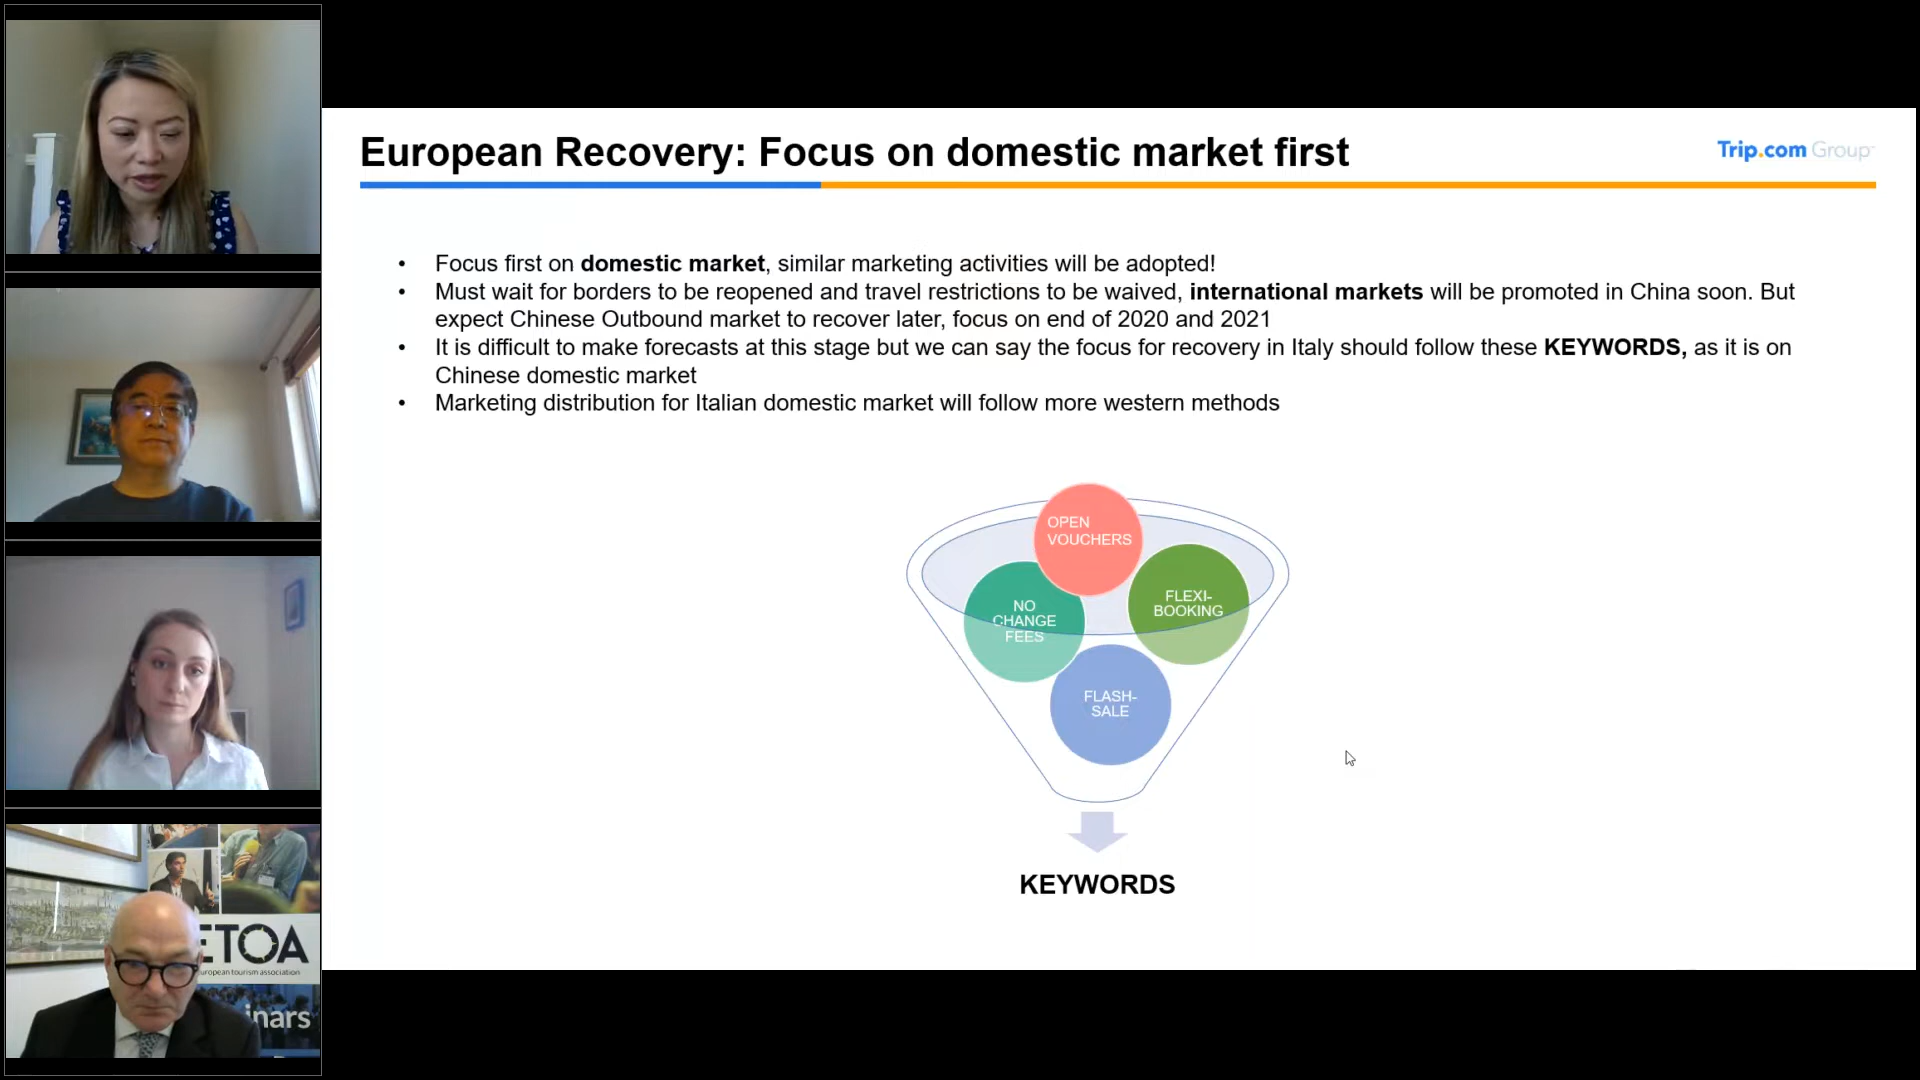 European Recovery: Focus on domestic market first
Trip.com Group
• Focus first on domestic market, similar marketing activities will be adopted!
• Must wait for borders to be reopened and travel restrictions to be waived, international markets will be promoted in China soon. But
expect Chinese Outbound market to recover later, focus on end of 2020 and 2021
• It is difficult to make forecasts at this stage but we can say the focus for recovery in Italy should follow these KEYWORDS, as it is on
Chinese domestic market
• Marketing distribution for Italian domestic market will follow more western methods
OPEN
VOUCHERS
NO
CHANGE
FEES
FLEXI-
BOOKING
FLASH-
SALE
KEYWORDS
ETOA
european tourism association
inars